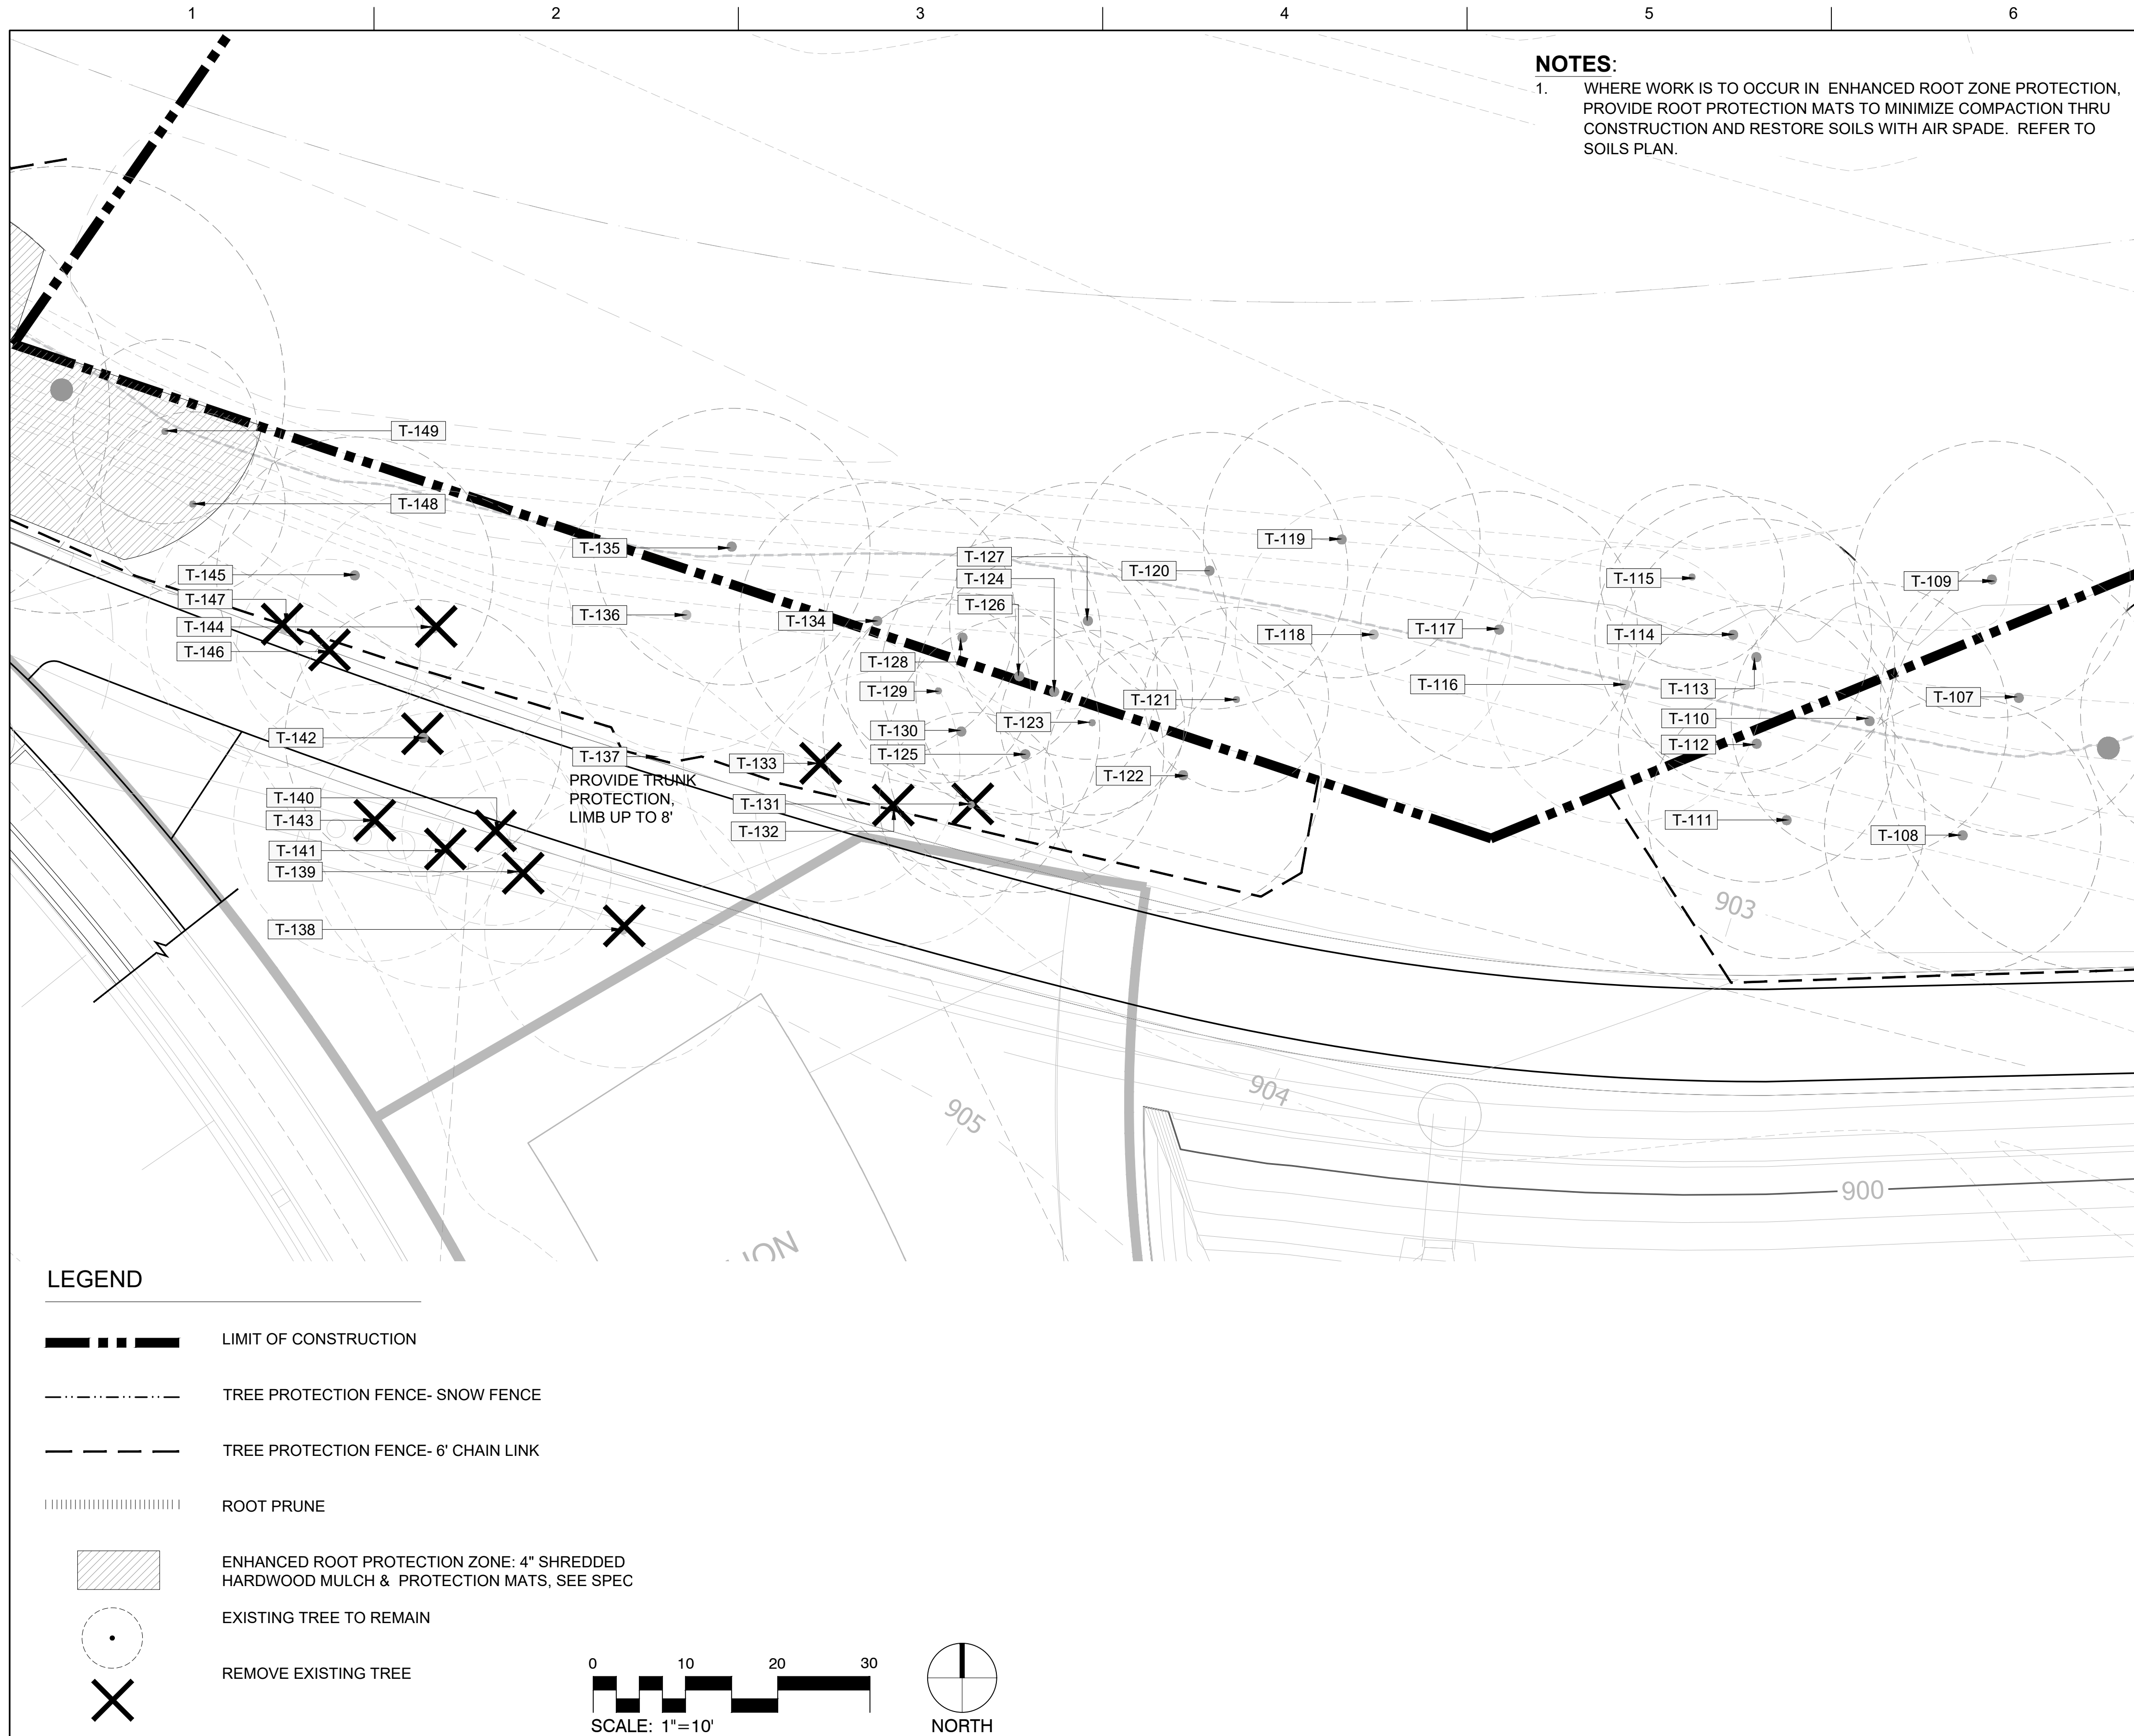 1 2 3 4 5 6
NOTES:
1. WHERE WORK IS TO OCCUR IN ENHANCED ROOT ZONE PROTECTION,
PROVIDE ROOT PROTECTION MATS TO MINIMIZE COMPACTION THRU
CONSTRUCTION AND RESTORE SOILS WITH AIR SPADE. REFER TO
SOILS PLAN.
T-149
T-148
T-145
T-147
T-144
T-146
T-142
T-140
T-143
T-141
T-139
T-138
T-135
T-136
T-137
PROVIDE TRUNK
PROTECTION,
LIMB UP TO 8'
T-134
T-133
T-131
T-132
T-127
T-124
T-126
T-128
T-129
T-130
T-123
T-125
T-120
T-121
T-122
T-119
T-118
T-117
T-116
T-115
T-114
T-113
T-110
T-112
T-111
T-109
T-107
T-108
903
904
905
900
ION
LEGEND
LIMIT OF CONSTRUCTION
TREE PROTECTION FENCE- SNOW FENCE
TREE PROTECTION FENCE- 6' CHAIN LINK
ROOT PRUNE
ENHANCED ROOT PROTECTION ZONE: 4" SHREDDED
HARDWOOD MULCH & PROTECTION MATS, SEE SPEC
EXISTING TREE TO REMAIN
REMOVE EXISTING TREE
0 10 20 30
SCALE: 1"=10'
NORTH